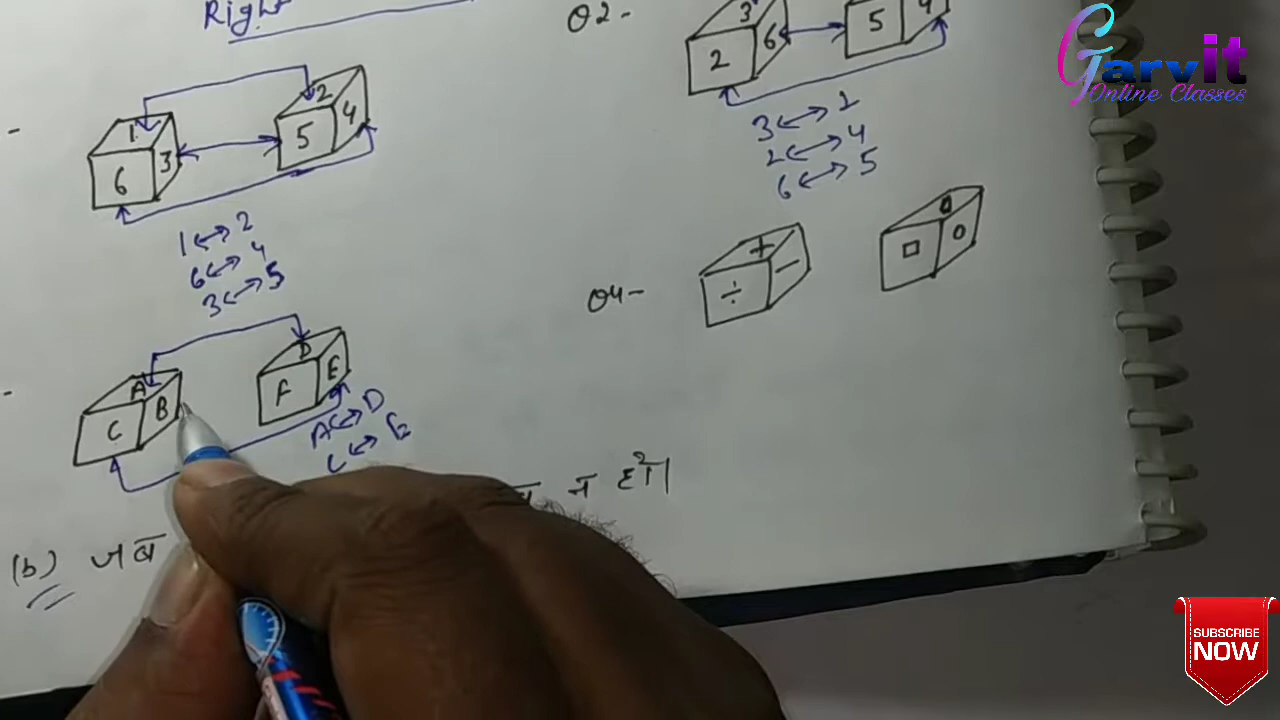 Right
-
1
6
3
2
5
4
1 ↔ 2
6 ↔ 4
3 ↔ 5
-
A
C
B
D
F
E
A ↔ D
C ↔ E
(b) जब
न हो।
Q2-
3
2
6
5
4
3 ↔ 1
2 ↔ 4
6 ↔ 5
Q4-
+
÷
-
□
○
Garvit
Online Classes
SUBSCRIBE
NOW